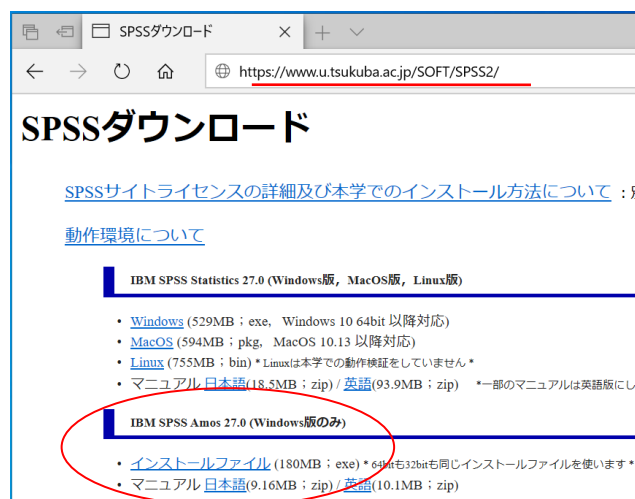 SPSSダウンロード
https://www.u.tsukuba.ac.jp/SOFT/SPSS2/
SPSSダウンロード
SPSSサイトライセンスの詳細及び本学でのインストール方法について :
動作環境について
IBM SPSS Statistics 27.0 (Windows版, MacOS版, Linux版)
• Windows (529MB;exe, Windows 10 64bit 以降対応)
• MacOS (594MB;pkg, MacOS 10.13 以降対応)
• Linux (755MB;bin) * Linuxは本学での動作検証をしていません *
• マニュアル 日本語(18.5MB;zip) / 英語(93.9MB;zip) *一部のマニュアルは英語版にし
IBM SPSS Amos 27.0 (Windows版のみ)
• インストールファイル (180MB;exe) * 64bitも32bitも同じインストールファイルを使います *
• マニュアル 日本語(9.16MB;zip) / 英語(10.1MB;zip)